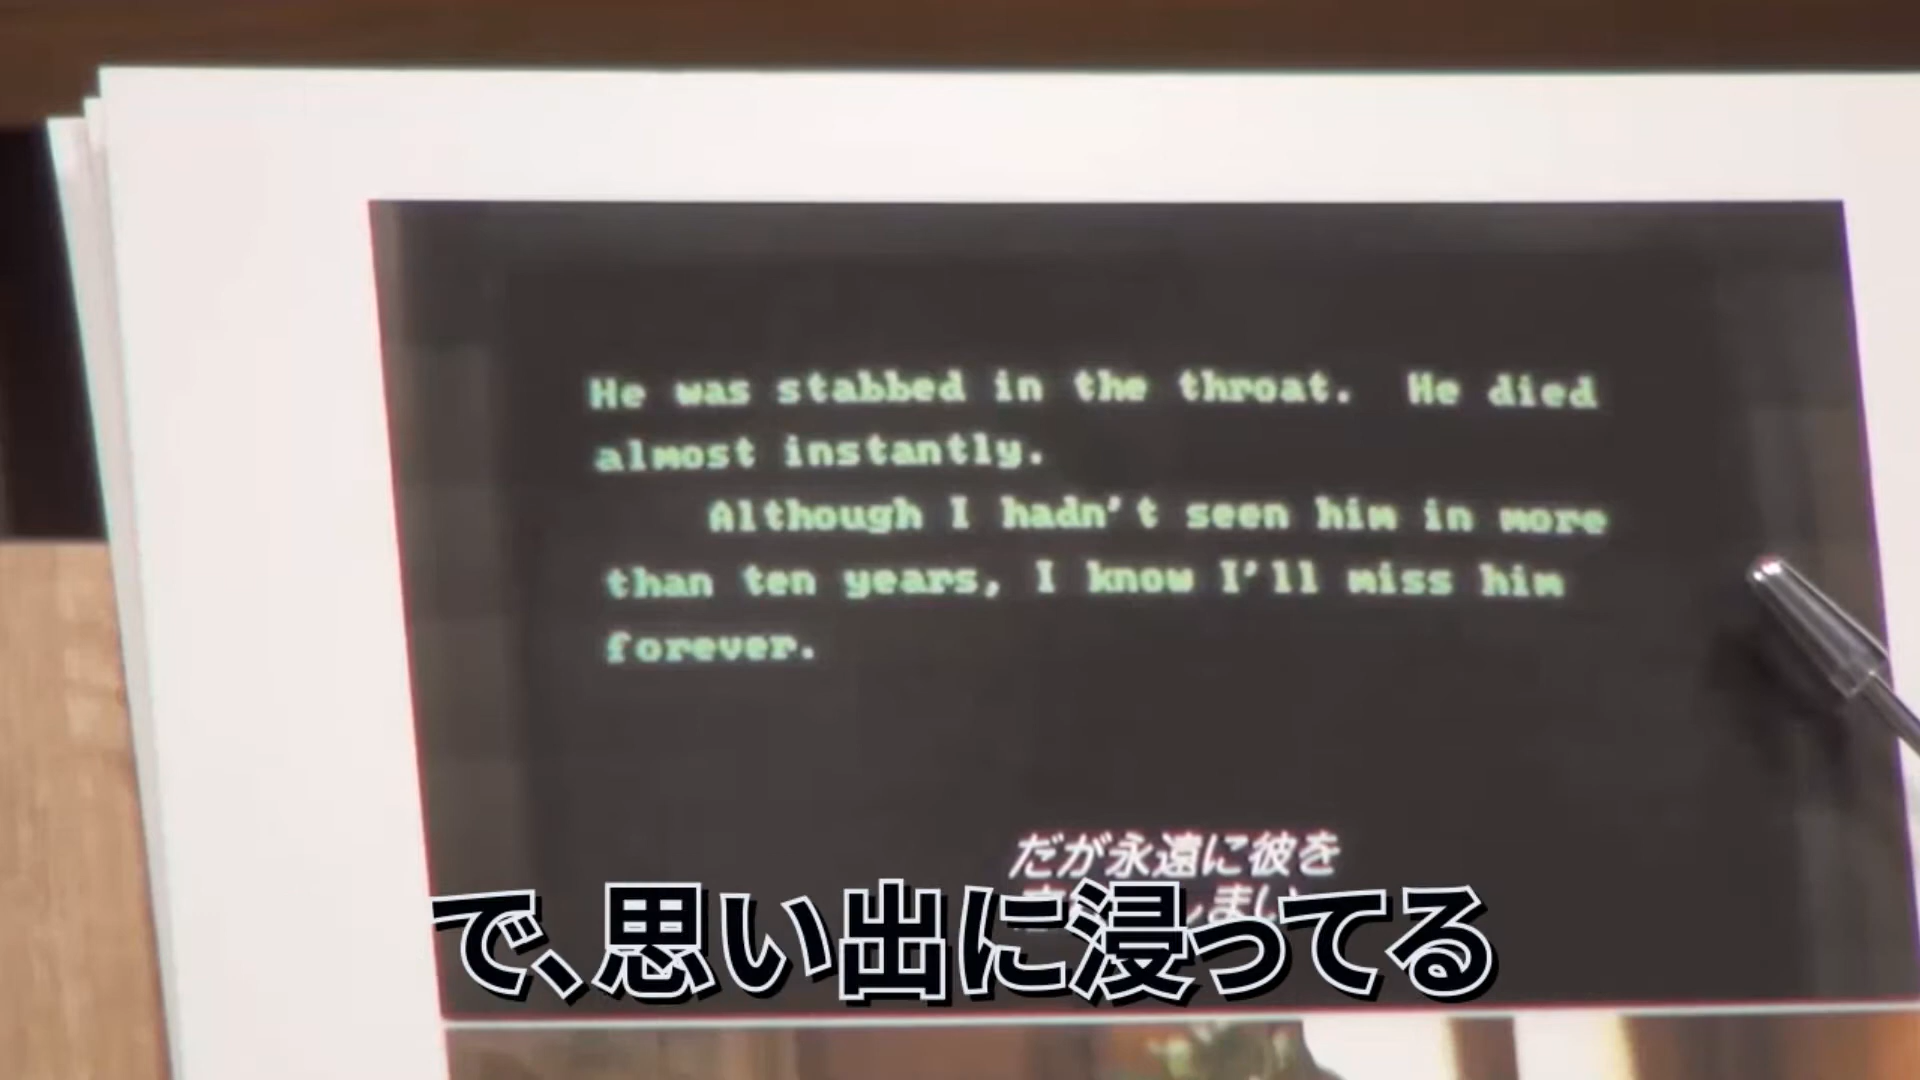 He was stabbed in the throat.  He died
almost instantly.
Although I hadn't seen him in more
than ten years, I know I'll miss him
forever.
だが永遠に彼を
で、思い出に浸ってる